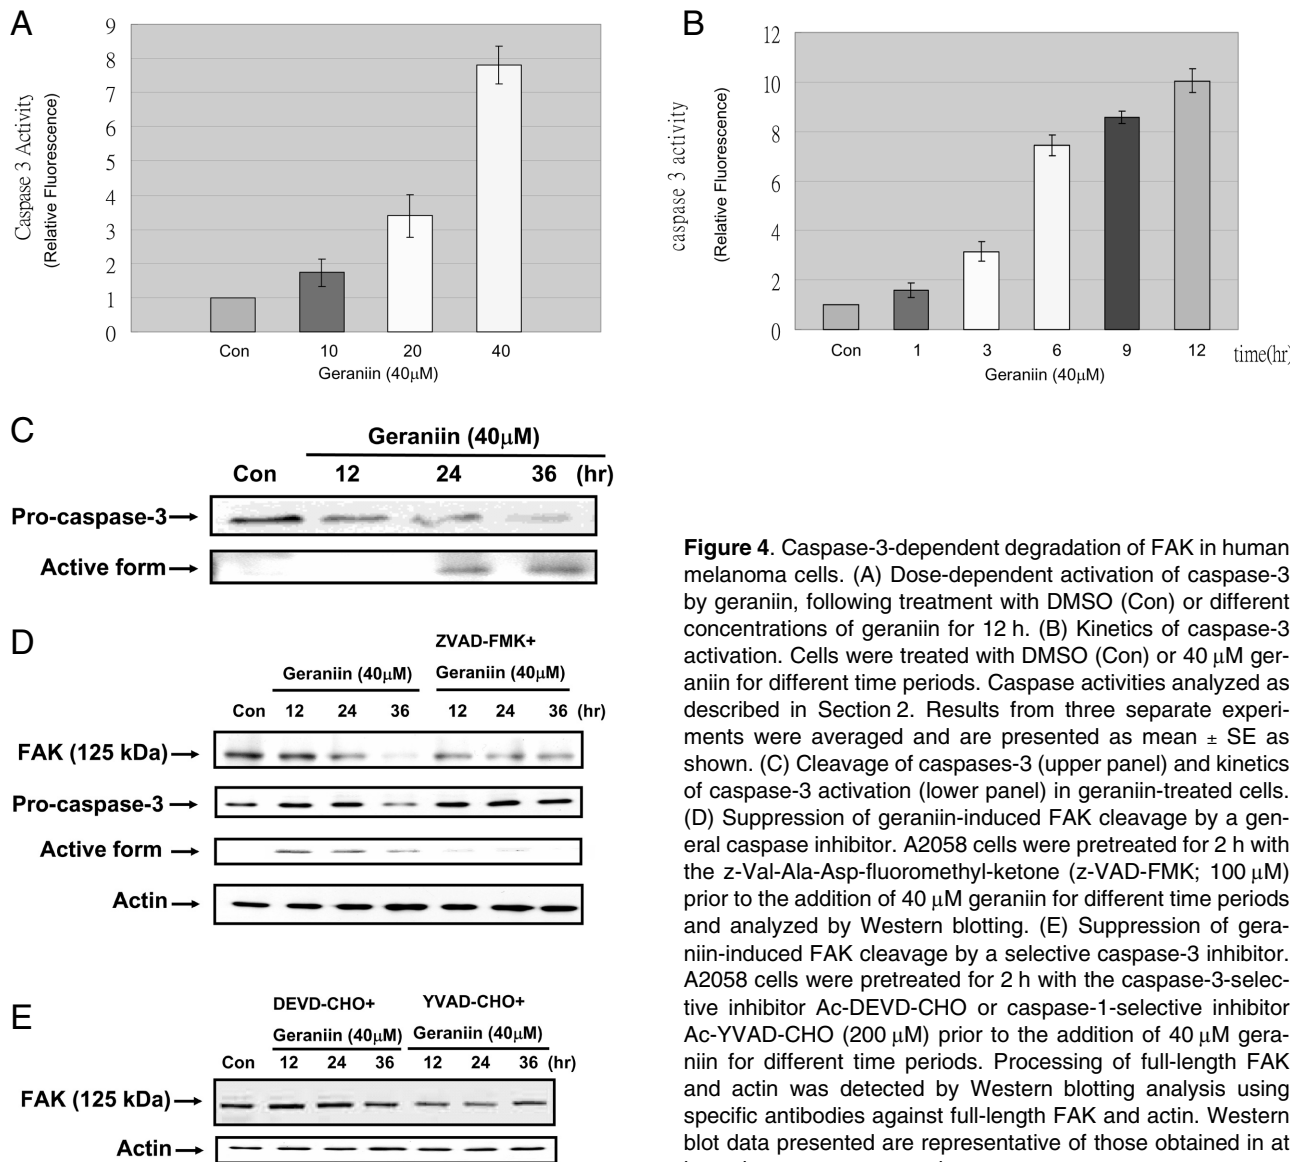 A
9
8
7
6
5
4
3
2
1
0
Caspase 3 Activity
(Relative Fluorescence)
Con 10 20 40
Geraniin (40μM)
B
12
10
8
6
4
2
0
caspase 3 activity
(Relative Fluorescence)
Con 1 3 6 9 12 time(hr)
Geraniin (40μM)
C
Geraniin (40μM)
Con 12 24 36 (hr)
Pro-caspase-3
Active form
D
ZVAD-FMK+
Geraniin (40μM) Geraniin (40μM)
Con 12 24 36 12 24 36 (hr)
FAK (125 kDa)
Pro-caspase-3
Active form
Actin
E
DEVD-CHO+ YVAD-CHO+
Geraniin (40μM) Geraniin (40μM)
Con 12 24 36 12 24 36 (hr)
FAK (125 kDa)
Actin
Figure 4. Caspase-3-dependent degradation of FAK in human
melanoma cells. (A) Dose-dependent activation of caspase-3
by geraniin, following treatment with DMSO (Con) or different
concentrations of geraniin for 12 h. (B) Kinetics of caspase-3
activation. Cells were treated with DMSO (Con) or 40 μM ger-
aniin for different time periods. Caspase activities analyzed as
described in Section 2. Results from three separate experi-
ments were averaged and are presented as mean ± SE as
shown. (C) Cleavage of caspases-3 (upper panel) and kinetics
of caspase-3 activation (lower panel) in geraniin-treated cells.
(D) Suppression of geraniin-induced FAK cleavage by a gen-
eral caspase inhibitor. A2058 cells were pretreated for 2 h with
the z-Val-Ala-Asp-fluoromethyl-ketone (z-VAD-FMK; 100 μM)
prior to the addition of 40 μM geraniin for different time periods
and analyzed by Western blotting. (E) Suppression of gera-
niin-induced FAK cleavage by a selective caspase-3 inhibitor.
A2058 cells were pretreated for 2 h with the caspase-3-selec-
tive inhibitor Ac-DEVD-CHO or caspase-1-selective inhibitor
Ac-YVAD-CHO (200 μM) prior to the addition of 40 μM gera-
niin for different time periods. Processing of full-length FAK
and actin was detected by Western blotting analysis using
specific antibodies against full-length FAK and actin. Western
blot data presented are representative of those obtained in at